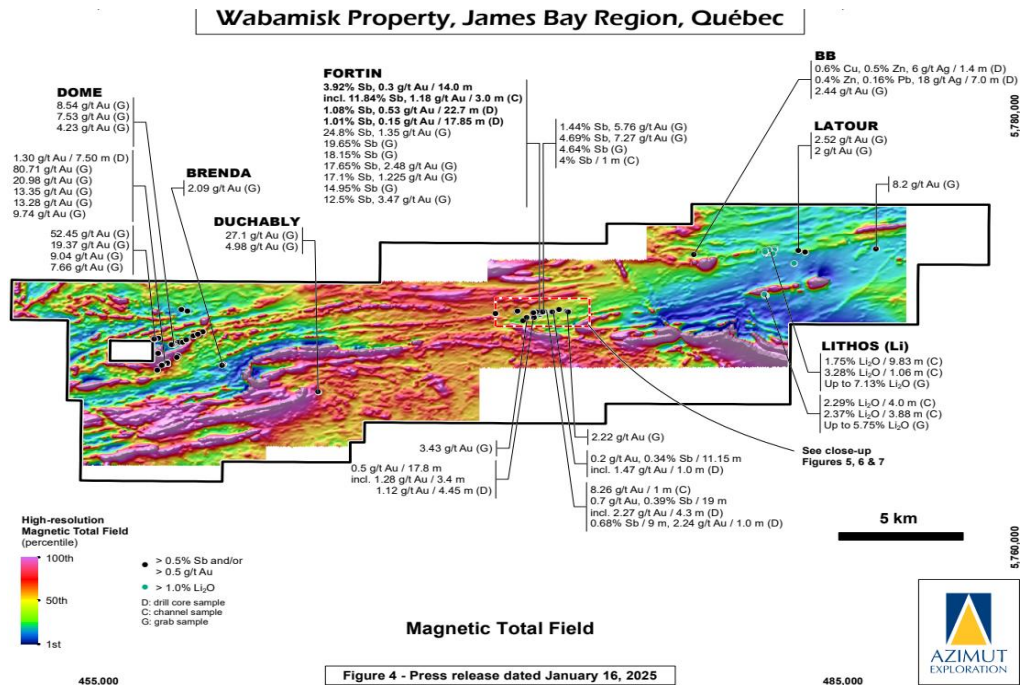 Wabamisk Property, James Bay Region, Québec
DOME
8.54 g/t Au (G)
7.53 g/t Au (G)
4.23 g/t Au (G)
1.30 g/t Au / 7.50 m (D)
80.71 g/t Au (G)
20.98 g/t Au (G)
13.35 g/t Au (G)
13.28 g/t Au (G)
9.74 g/t Au (G)
52.45 g/t Au (G)
19.37 g/t Au (G)
9.04 g/t Au (G)
7.66 g/t Au (G)
BRENDA
2.09 g/t Au (G)
DUCHABLY
27.1 g/t Au (G)
4.98 g/t Au (G)
FORTIN
3.92% Sb, 0.3 g/t Au / 14.0 m
incl. 11.84% Sb, 1.18 g/t Au / 3.0 m (C)
1.08% Sb, 0.53 g/t Au / 22.7 m (D)
1.01% Sb, 0.15 g/t Au / 17.85 m (D)
24.8% Sb, 1.35 g/t Au (G)
19.65% Sb (G)
18.15% Sb (G)
17.65% Sb, 2.48 g/t Au (G)
17.1% Sb, 1.225 g/t Au (G)
14.95% Sb (G)
12.5% Sb, 3.47 g/t Au (G)
1.44% Sb, 5.76 g/t Au (G)
4.69% Sb, 7.27 g/t Au (G)
4.64% Sb (G)
4% Sb / 1 m (C)
BB
0.6% Cu, 0.5% Zn, 6 g/t Ag / 1.4 m (D)
0.4% Zn, 0.16% Pb, 18 g/t Ag / 7.0 m (D)
2.44 g/t Au (G)
LATOUR
2.52 g/t Au (G)
2 g/t Au (G)
8.2 g/t Au (G)
5,780,000
LITHOS (Li)
1.75% Li₂O / 9.83 m (C)
3.28% Li₂O / 1.06 m (C)
Up to 7.13% Li₂O (G)
2.29% Li₂O / 4.0 m (C)
2.37% Li₂O / 3.88 m (C)
Up to 5.75% Li₂O (G)
See close-up
Figures 5, 6 & 7
3.43 g/t Au (G)
0.5 g/t Au / 17.8 m
incl. 1.28 g/t Au / 3.4 m
1.12 g/t Au / 4.45 m (D)
2.22 g/t Au (G)
0.2 g/t Au, 0.34% Sb / 11.15 m
incl. 1.47 g/t Au / 1.0 m (D)
8.26 g/t Au / 1 m (C)
0.7 g/t Au, 0.39% Sb / 19 m
incl. 2.27 g/t Au / 4.3 m (D)
0.68% Sb / 9 m, 2.24 g/t Au / 1.0 m (D)
5 km
5,760,000
High-resolution
Magnetic Total Field
(percentile)
100th
50th
1st
> 0.5% Sb and/or
> 0.5 g/t Au
> 1.0% Li₂O
D: drill core sample
C: channel sample
G: grab sample
Magnetic Total Field
AZIMUT
EXPLORATION
Figure 4 - Press release dated January 16, 2025
455,000
485,000